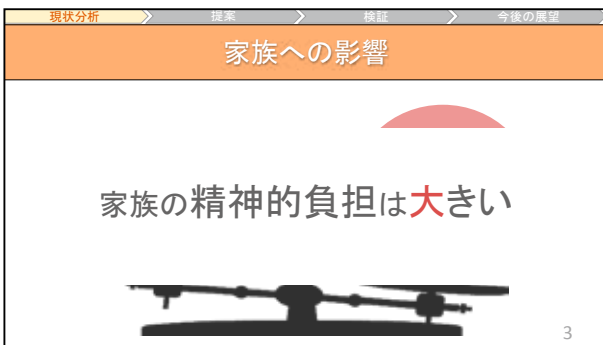 現状分析
提案
検証
今後の展望
家族への影響
家族の精神的負担は大きい
3